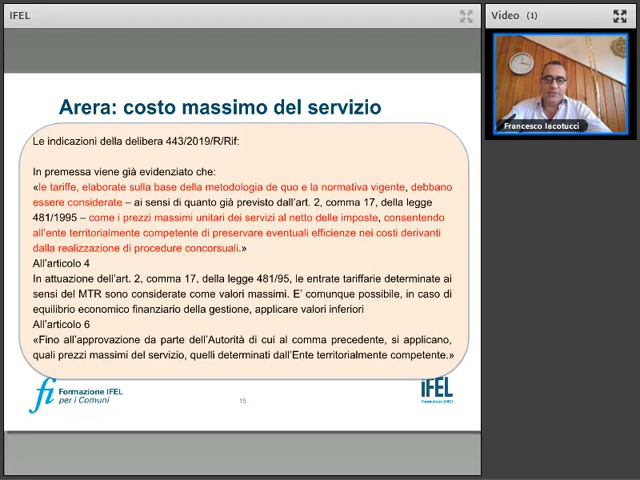 IFEL
Video (1)
Francesco Iacotucci
Arera: costo massimo del servizio
Le indicazioni della delibera 443/2019/R/Rif:
In premessa viene già evidenziato che:
«le tariffe, elaborate sulla base della metodologia de quo e la normativa vigente, debbano
essere considerate – ai sensi di quanto già previsto dall'art. 2, comma 17, della legge
481/1995 – come i prezzi massimi unitari dei servizi al netto delle imposte, consentendo
all'ente territorialmente competente di preservare eventuali efficienze nei costi derivanti
dalla realizzazione di procedure concorsuali.»
All'articolo 4
In attuazione dell'art. 2, comma 17, della legge 481/95, le entrate tariffarie determinate ai
sensi del MTR sono considerate come valori massimi. E' comunque possibile, in caso di
equilibrio economico finanziario della gestione, applicare valori inferiori
All'articolo 6
«Fino all'approvazione da parte dell'Autorità di cui al comma precedente, si applicano,
quali prezzi massimi del servizio, quelli determinati dall'Ente territorialmente competente.»
fi Formazione IFEL
per i Comuni
15
iFEL
Fondazione ANCI